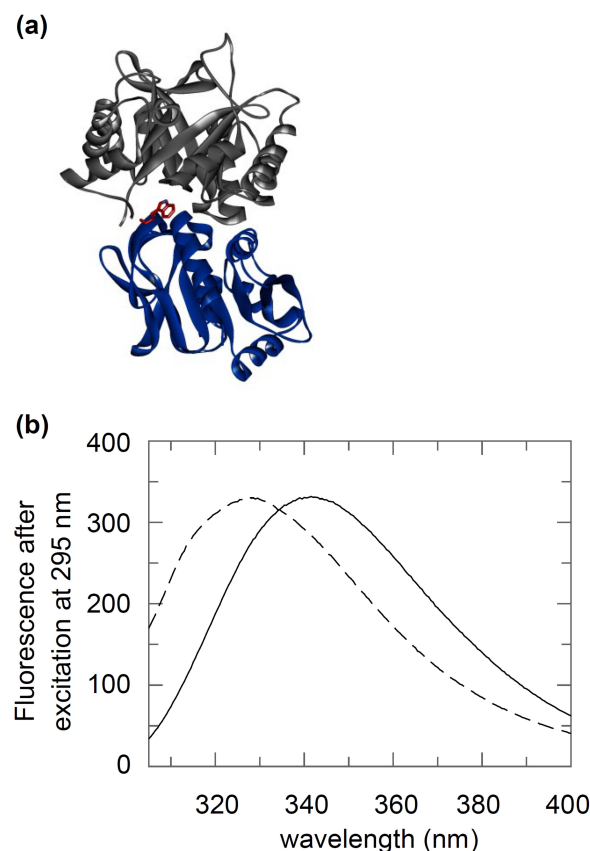 (a)
(b)
400
300
200
100
0
Fluorescence after
excitation at 295 nm
320 340 360 380 400
wavelength (nm)